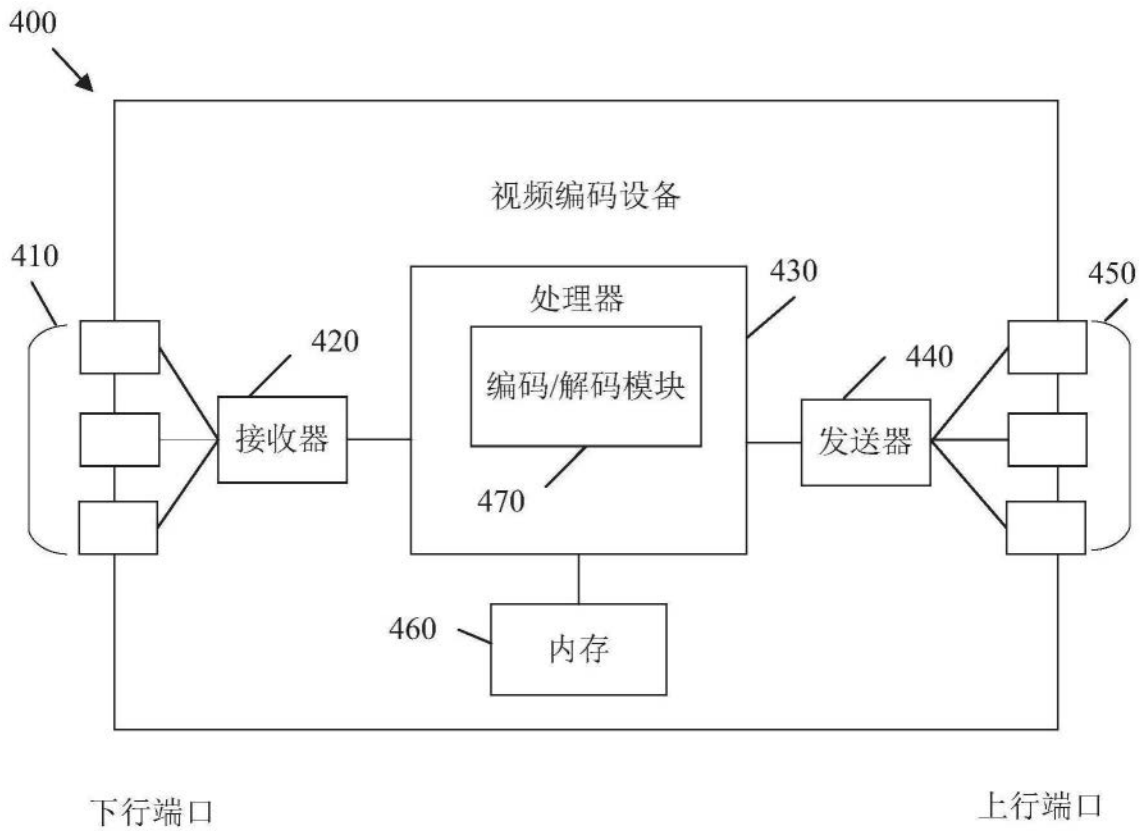 400
视频编码设备
410
430
450
处理器
420
440
编码/解码模块
接收器
发送器
470
460
内存
下行端口
上行端口